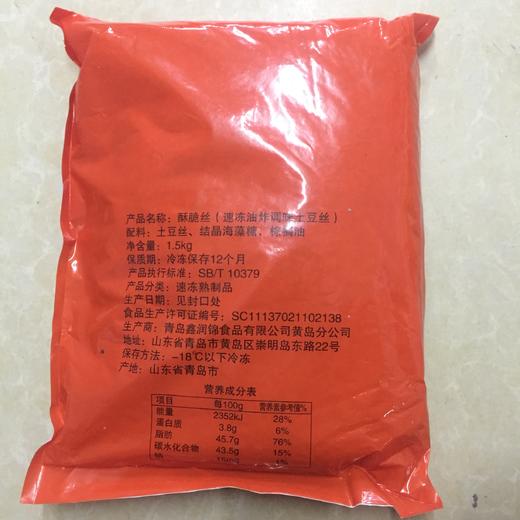 产品名称：酥脆丝（速冻油炸调味土豆丝）
配料：土豆丝、结晶海藻糖、棕榈油
净含量：1.5kg
保质期：冷冻保存12个月
产品执行标准：SB/T 10379
产品分类：速冻熟制品
生产日期：见封口处
食品生产许可证编号：SC11137021102138
生产商：青岛鑫润锦食品有限公司黄岛分公司
地址：山东省青岛市黄岛区崇明岛东路22号
保存方法：-18℃以下冷冻
产地：山东省青岛市
营养成分表
项目 每100g 营养素参考值%
能量 2352kJ 28%
蛋白质 3.8g 6%
脂肪 45.7g 76%
碳水化合物 43.5g 15%
钠 1%